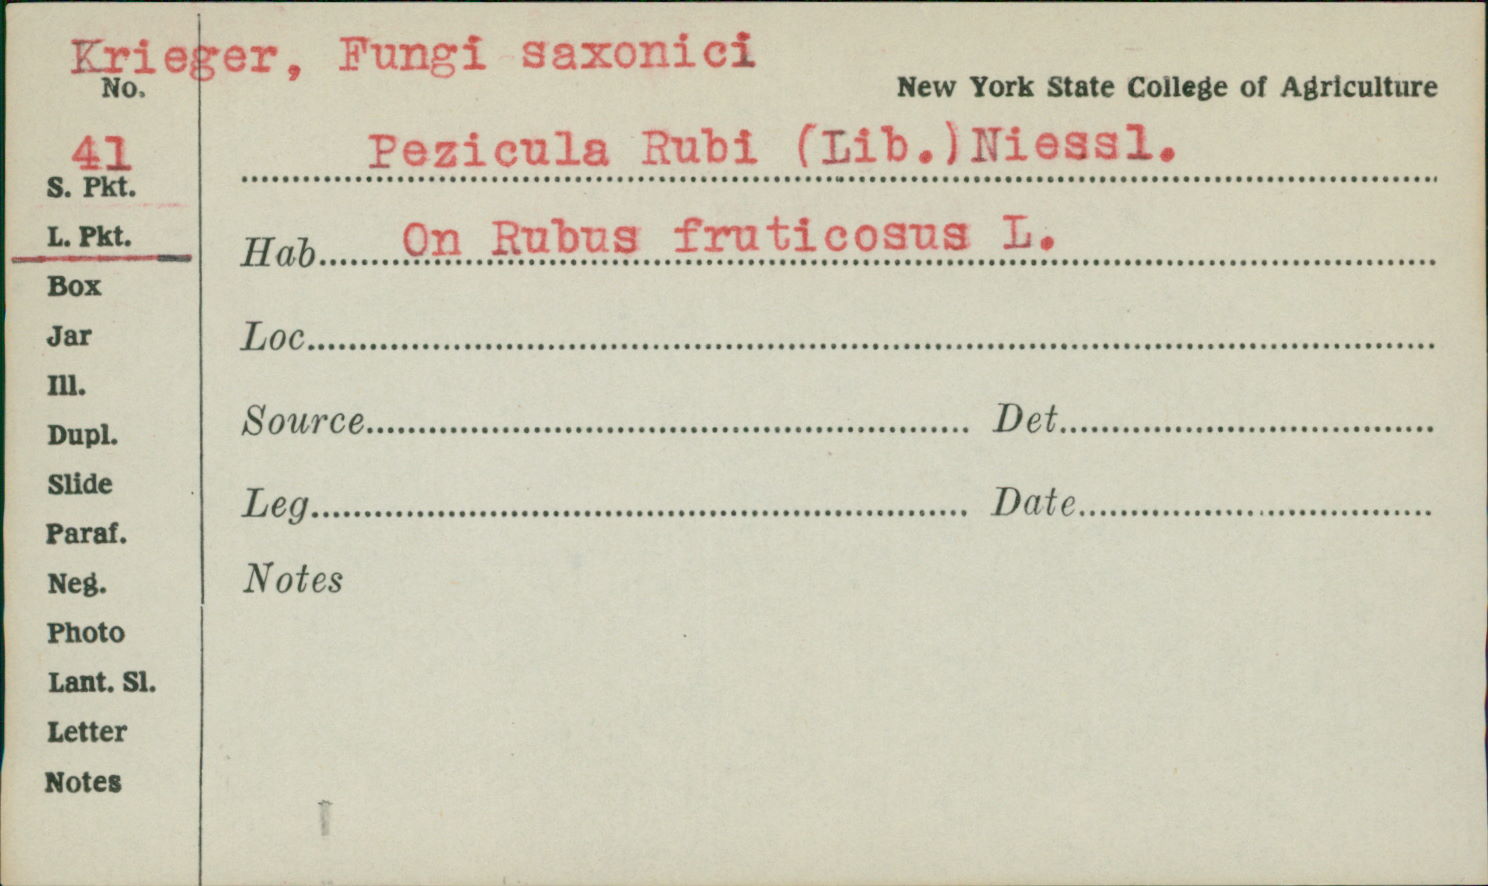 Krieger, Fungi saxonici
No.
New York State College of Agriculture
41
Pezicula Rubi (Lib.)Niessl.
S. Pkt.
L. Pkt.
Hab. On Rubus fruticosus L.
Box
Jar
Loc.
Ill.
Dupl.
Source Det.
Slide
Leg. Date
Paraf.
Neg.
Notes
Photo
Lant. Sl.
Letter
Notes